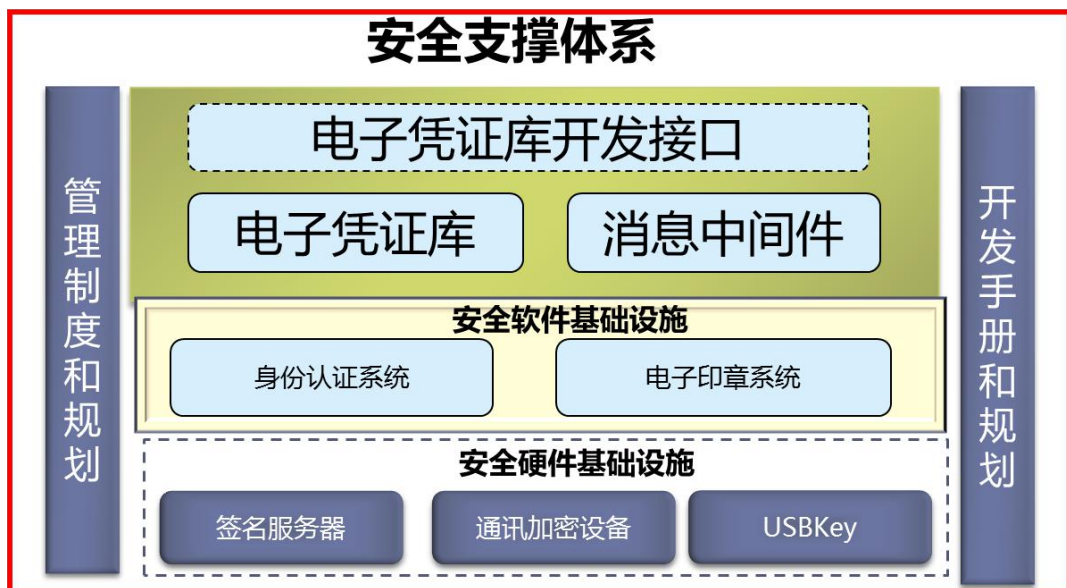 安全支撑体系
管理制度和规划
电子凭证库开发接口
电子凭证库
消息中间件
安全软件基础设施
身份认证系统
电子印章系统
安全硬件基础设施
签名服务器
通讯加密设备
USBKey
开发手册和规划